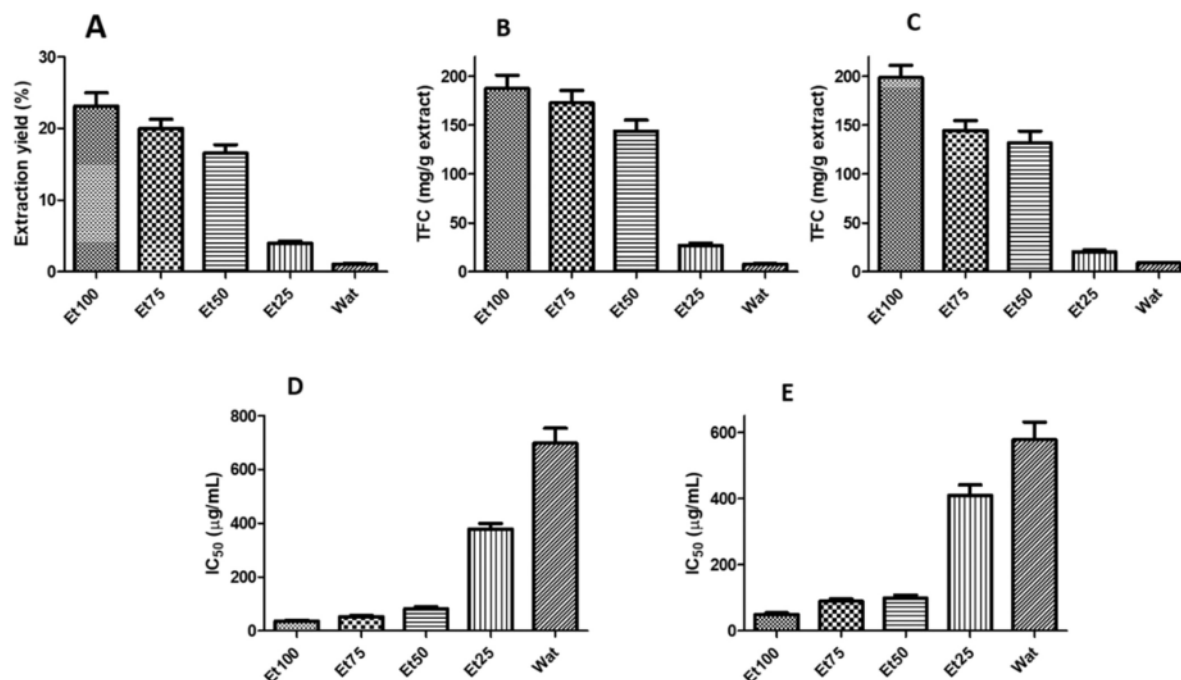 A
Extraction yield (%)
30
20
10
0
Et100
Et75
Et50
Et25
Wat
B
TFC (mg/g extract)
200
150
100
50
0
Et100
Et75
Et50
Et25
Wat
C
TFC (mg/g extract)
200
150
100
50
0
Et100
Et75
Et50
Et25
Wat
D
IC50 (µg/mL)
800
600
400
200
0
Et100
Et75
Et50
Et25
Wat
E
IC50 (µg/mL)
600
400
200
0
Et100
Et75
Et50
Et25
Wat